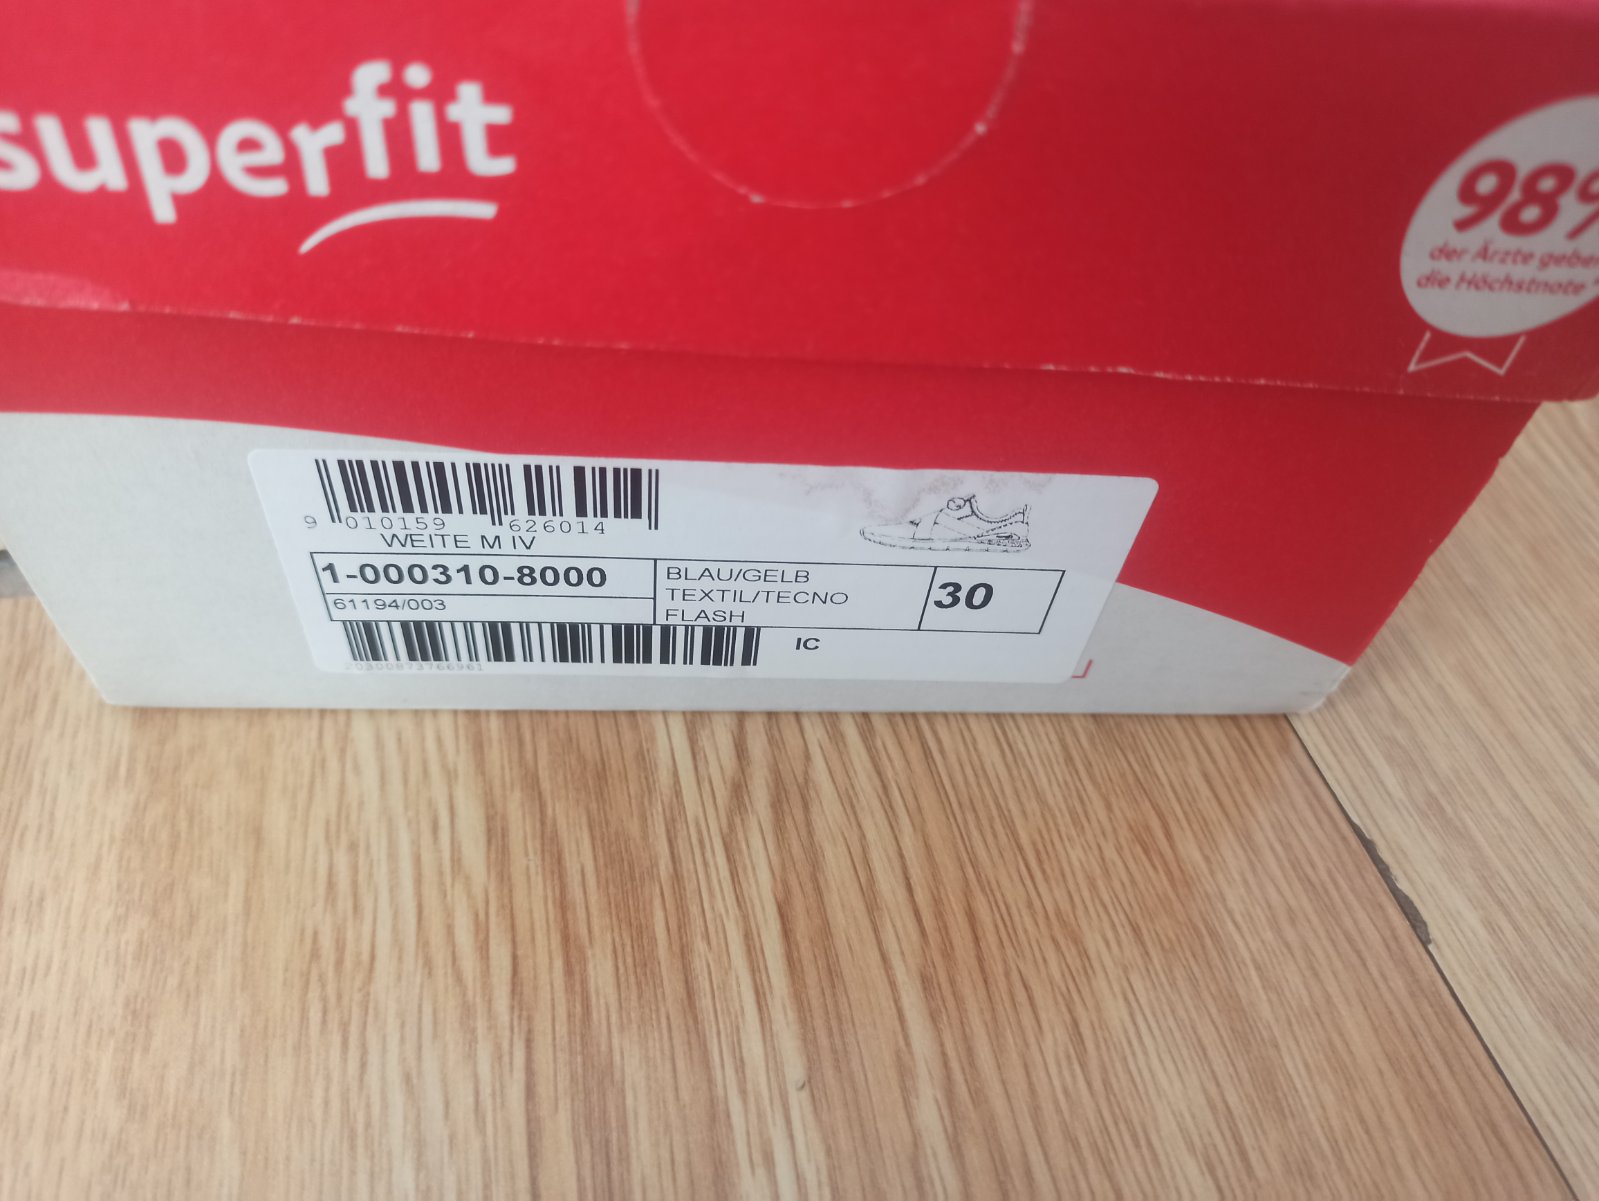 superfit
98%
der Ärzte geben
die Höchstnote
9 010159 626014
WEITE M IV
1-000310-8000
61194/003
BLAU/GELB
TEXTIL/TECNO
FLASH
30
IC
20300873766961